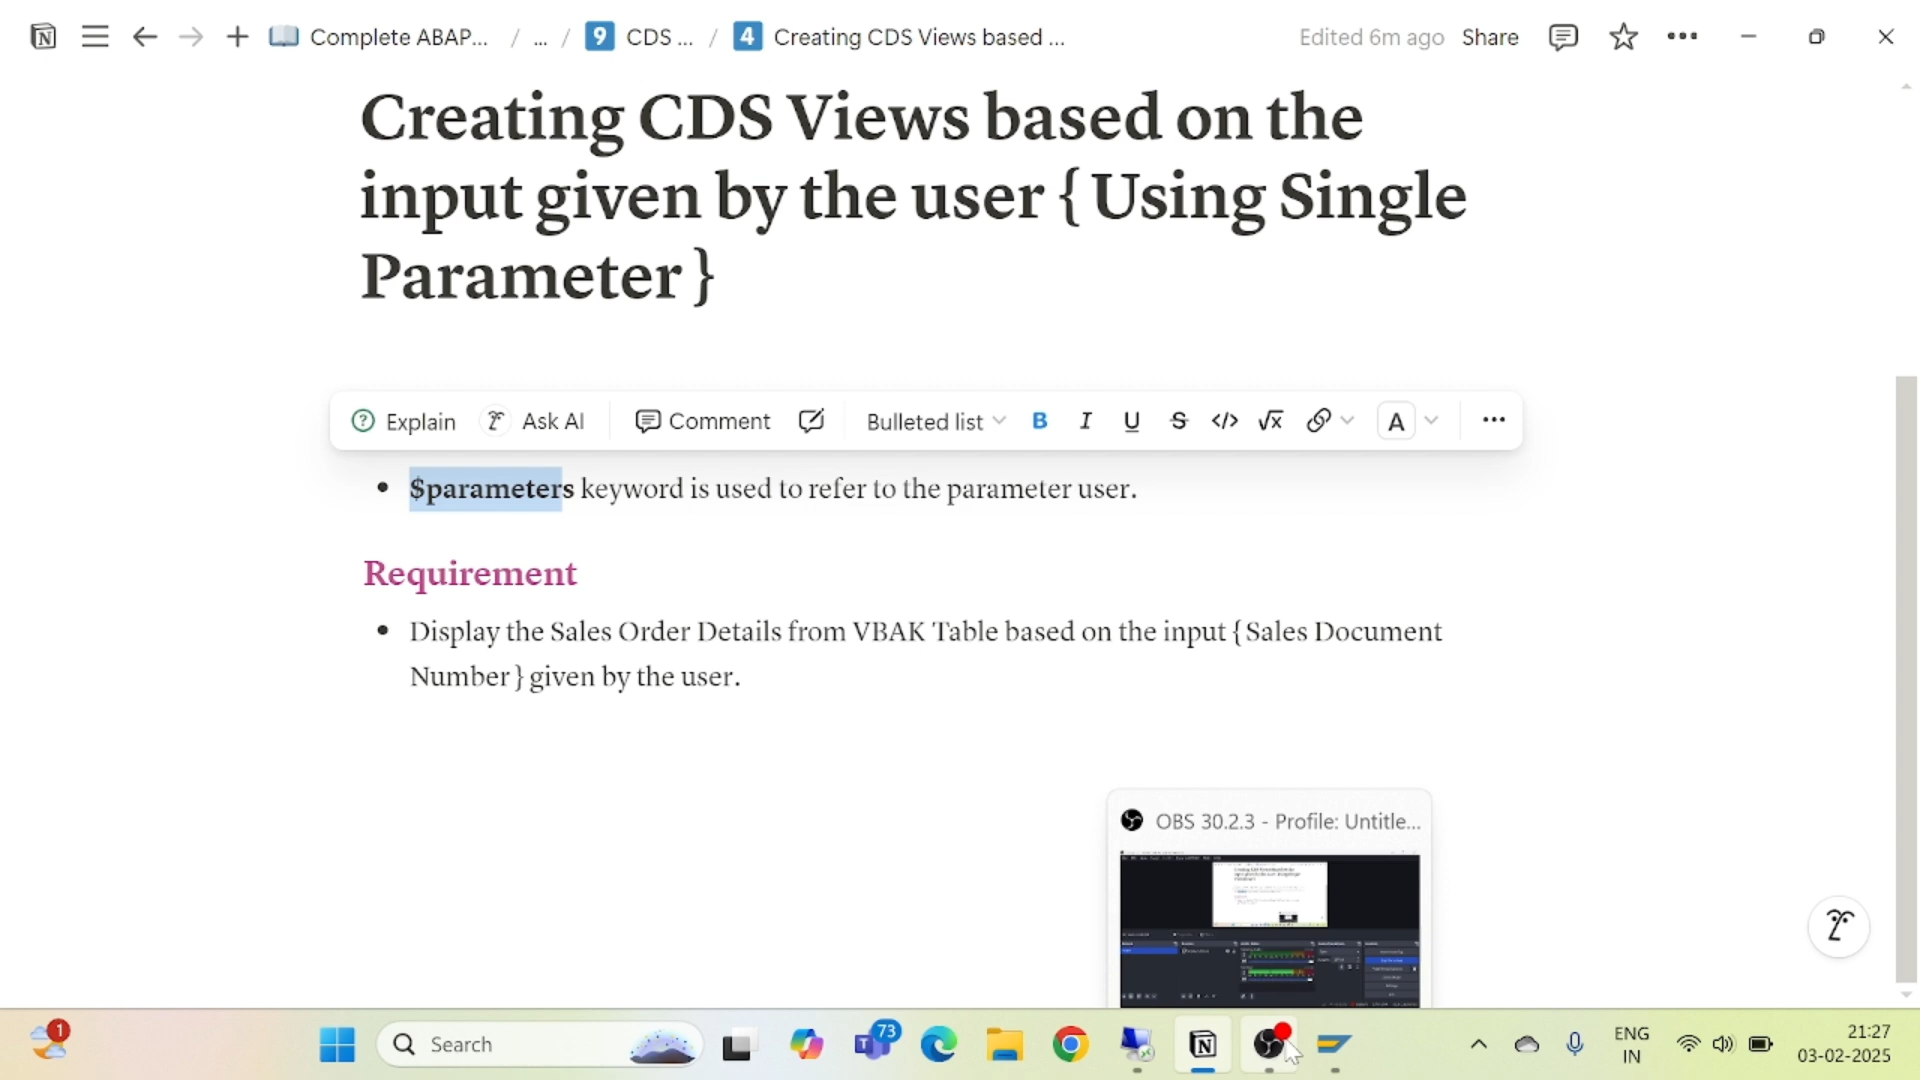 Complete ABAP... / ... / 9 CDS ... / 4 Creating CDS Views based ... Edited 6m ago Share
Creating CDS Views based on the
input given by the user { Using Single
Parameter }
Explain Ask AI Comment Bulleted list B I U S </> √x A
$parameters keyword is used to refer to the parameter user.
Requirement
Display the Sales Order Details from VBAK Table based on the input { Sales Document
Number } given by the user.
OBS 30.2.3 - Profile: Untitle...
1 Search 73 ENG 21:27
IN 03-02-2025